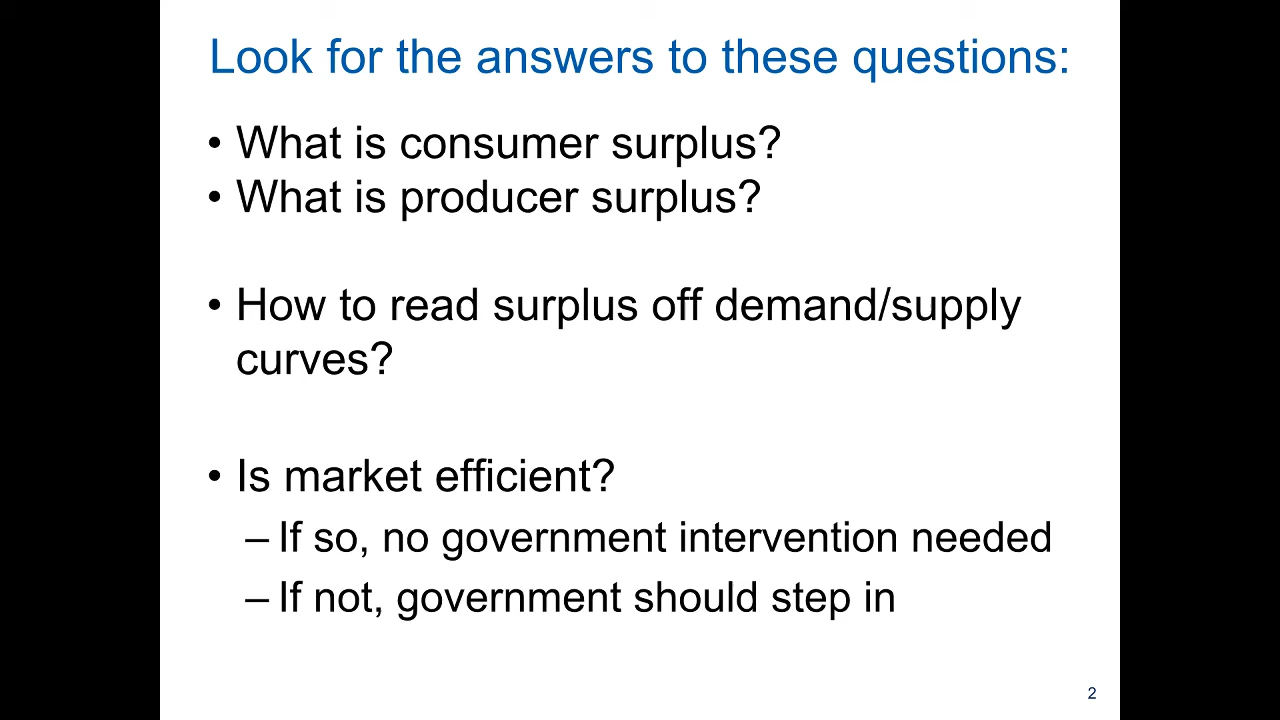 Look for the answers to these questions:
• What is consumer surplus?
• What is producer surplus?
• How to read surplus off demand/supply
curves?
• Is market efficient?
– If so, no government intervention needed
– If not, government should step in
2